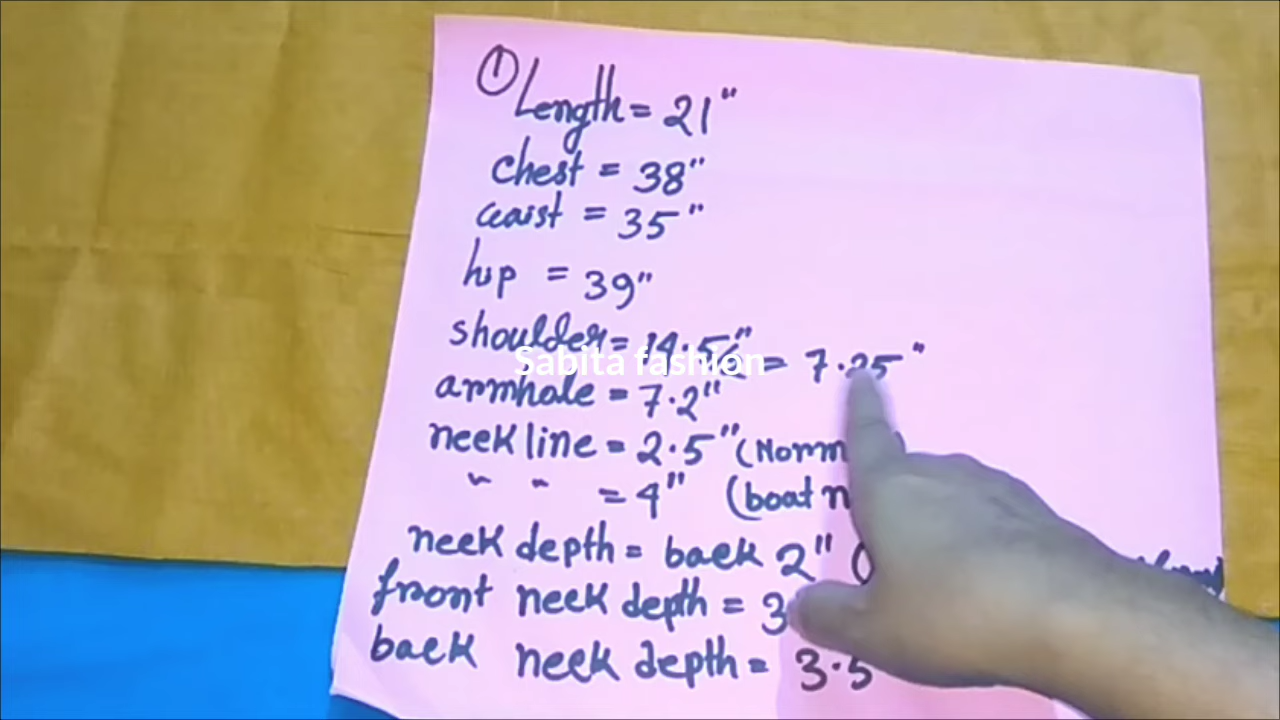 ① Length = 21"
chest = 38"
waist = 35"
hip = 39"
shoulder = 14.5" = 7.25"
Sabita fashion
armhole = 7.2"
neck line = 2.5" (Norm
" " = 4" (boat n
neck depth = back 2" (
front neck depth = 3
back neck depth = 3.5